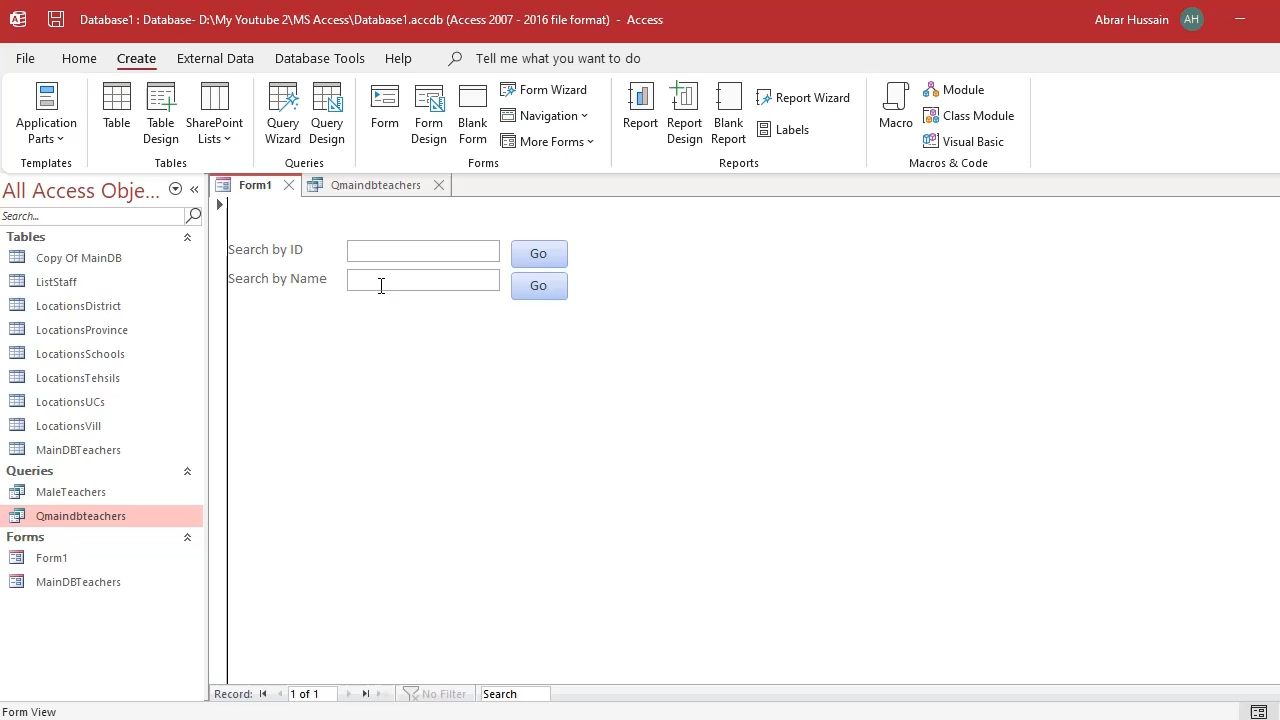 Database1 : Database- D:\My Youtube 2\MS Access\Database1.accdb (Access 2007 - 2016 file format) - Access
Abrar Hussain AH
File Home Create External Data Database Tools Help Tell me what you want to do
Application Parts
Templates
Table
Table Design
SharePoint Lists
Tables
Query Wizard
Query Design
Queries
Form
Form Design
Blank Form
Form Wizard
Navigation
More Forms
Forms
Report
Report Design
Blank Report
Report Wizard
Labels
Reports
Macro
Module
Class Module
Visual Basic
Macros & Code
All Access Obje...
Search...
Tables
Copy Of MainDB
ListStaff
LocationsDistrict
LocationsProvince
LocationsSchools
LocationsTehsils
LocationsUCs
LocationsVill
MainDBTeachers
Queries
MaleTeachers
Qmaindbteachers
Forms
Form1
MainDBTeachers
Form1 Qmaindbteachers
Search by ID Go
Search by Name Go
Record: 1 of 1 No Filter Search
Form View